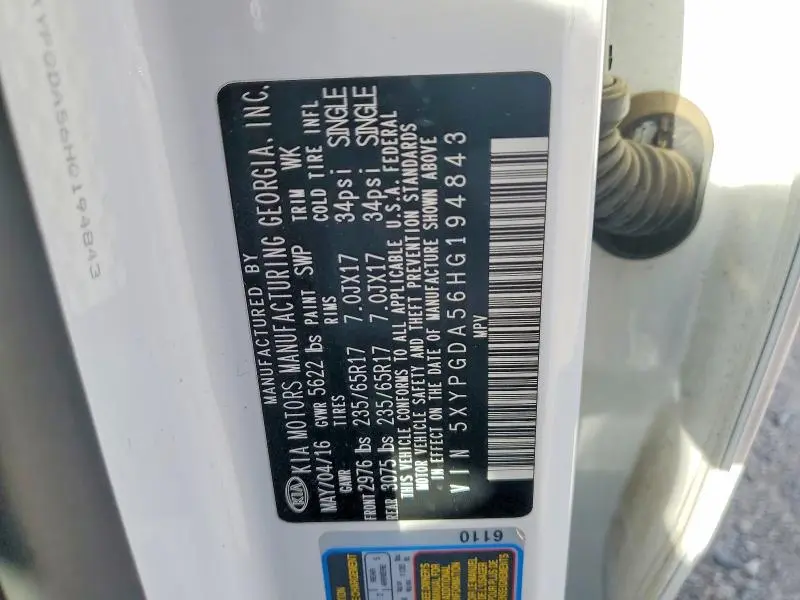 MANUFACTURED BY
KIA KIA MOTORS MANUFACTURING GEORGIA, INC.
MAY/04/16 GVWR 5622 lbs PAINT SWP TRIM WK
GAWR- TIRES RIMS COLD TIRE INFL
FRONT 2976 lbs 235/65R17 7.0JX17 34psi SINGLE
REAR 3075 lbs 235/65R17 7.0JX17 34psi SINGLE
THIS VEHICLE CONFORMS TO ALL APPLICABLE U.S.A. FEDERAL
MOTOR VEHICLE SAFETY AND THEFT PREVENTION STANDARDS
IN EFFECT ON THE DATE OF MANUFACTURE SHOWN ABOVE
VIN 5XYPGDA56HG194843
MPV
6110